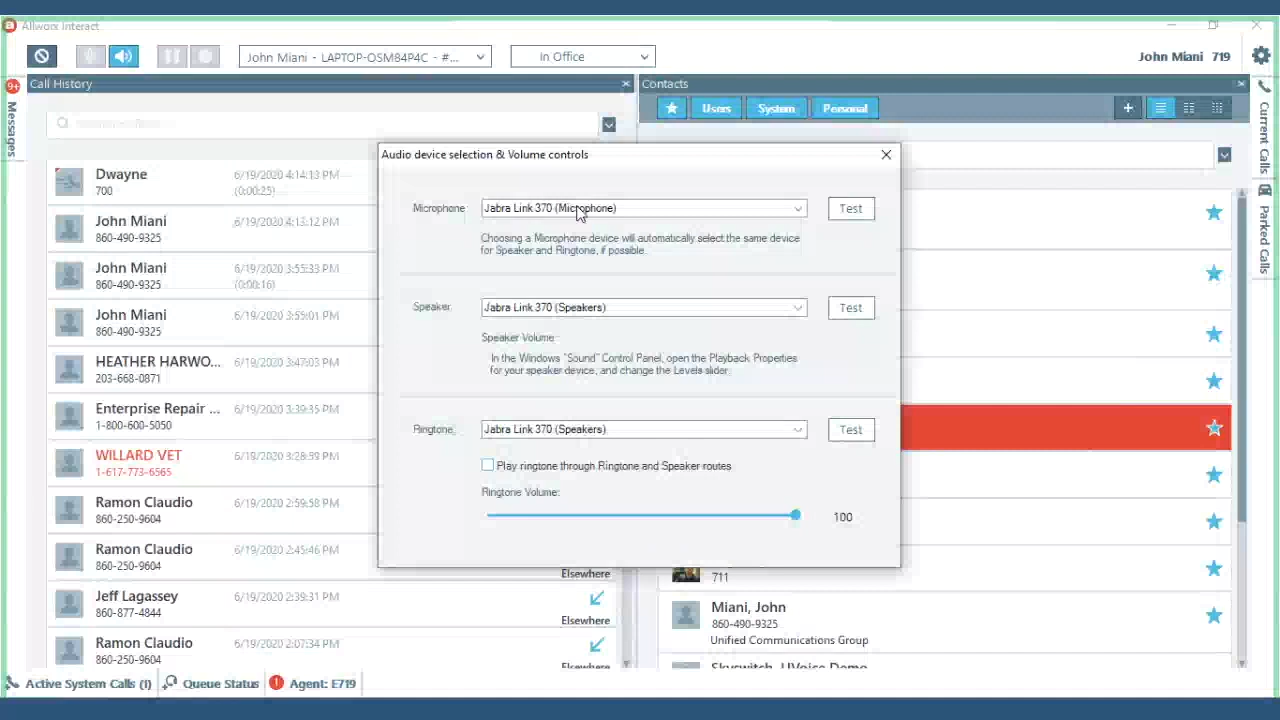 Allworx Interact
John Miani - LAPTOP-OSM84P4C - #...
In Office
John Miani 719
9+
Messages
Call History
Dwayne
6/19/2020 4:14:13 PM
700
(0:00:25)
John Miani
6/19/2020 4:13:12 PM
860-490-9325
John Miani
6/19/2020 3:55:33 PM
860-490-9325
(0:00:16)
John Miani
6/19/2020 3:55:01 PM
860-490-9325
HEATHER HARWO...
6/19/2020 3:47:03 PM
203-668-0871
Enterprise Repair ...
6/19/2020 3:39:35 PM
1-800-600-5050
WILLARD VET
6/19/2020 3:28:59 PM
1-617-773-6565
Ramon Claudio
6/19/2020 2:59:58 PM
860-250-9604
Ramon Claudio
6/19/2020 2:45:46 PM
860-250-9604
Elsewhere
Jeff Lagassey
6/19/2020 2:39:31 PM
860-877-4844
Elsewhere
Ramon Claudio
6/19/2020 2:07:34 PM
860-250-9604
Elsewhere
Contacts
Users
System
Personal
Current Calls
Parked Calls
711
Miani, John
860-490-9325
Unified Communications Group
Skyswitch, UVoice Demo
Audio device selection & Volume controls
Microphone
Jabra Link 370 (Microphone)
Test
Choosing a Microphone device will automatically select the same device
for Speaker and Ringtone, if possible.
Speaker
Jabra Link 370 (Speakers)
Test
Speaker Volume:
In the Windows "Sound" Control Panel, open the Playback Properties
for your speaker device, and change the Levels slider.
Ringtone
Jabra Link 370 (Speakers)
Test
Play ringtone through Ringtone and Speaker routes
Ringtone Volume:
100
Active System Calls (1)
Queue Status
Agent: E719